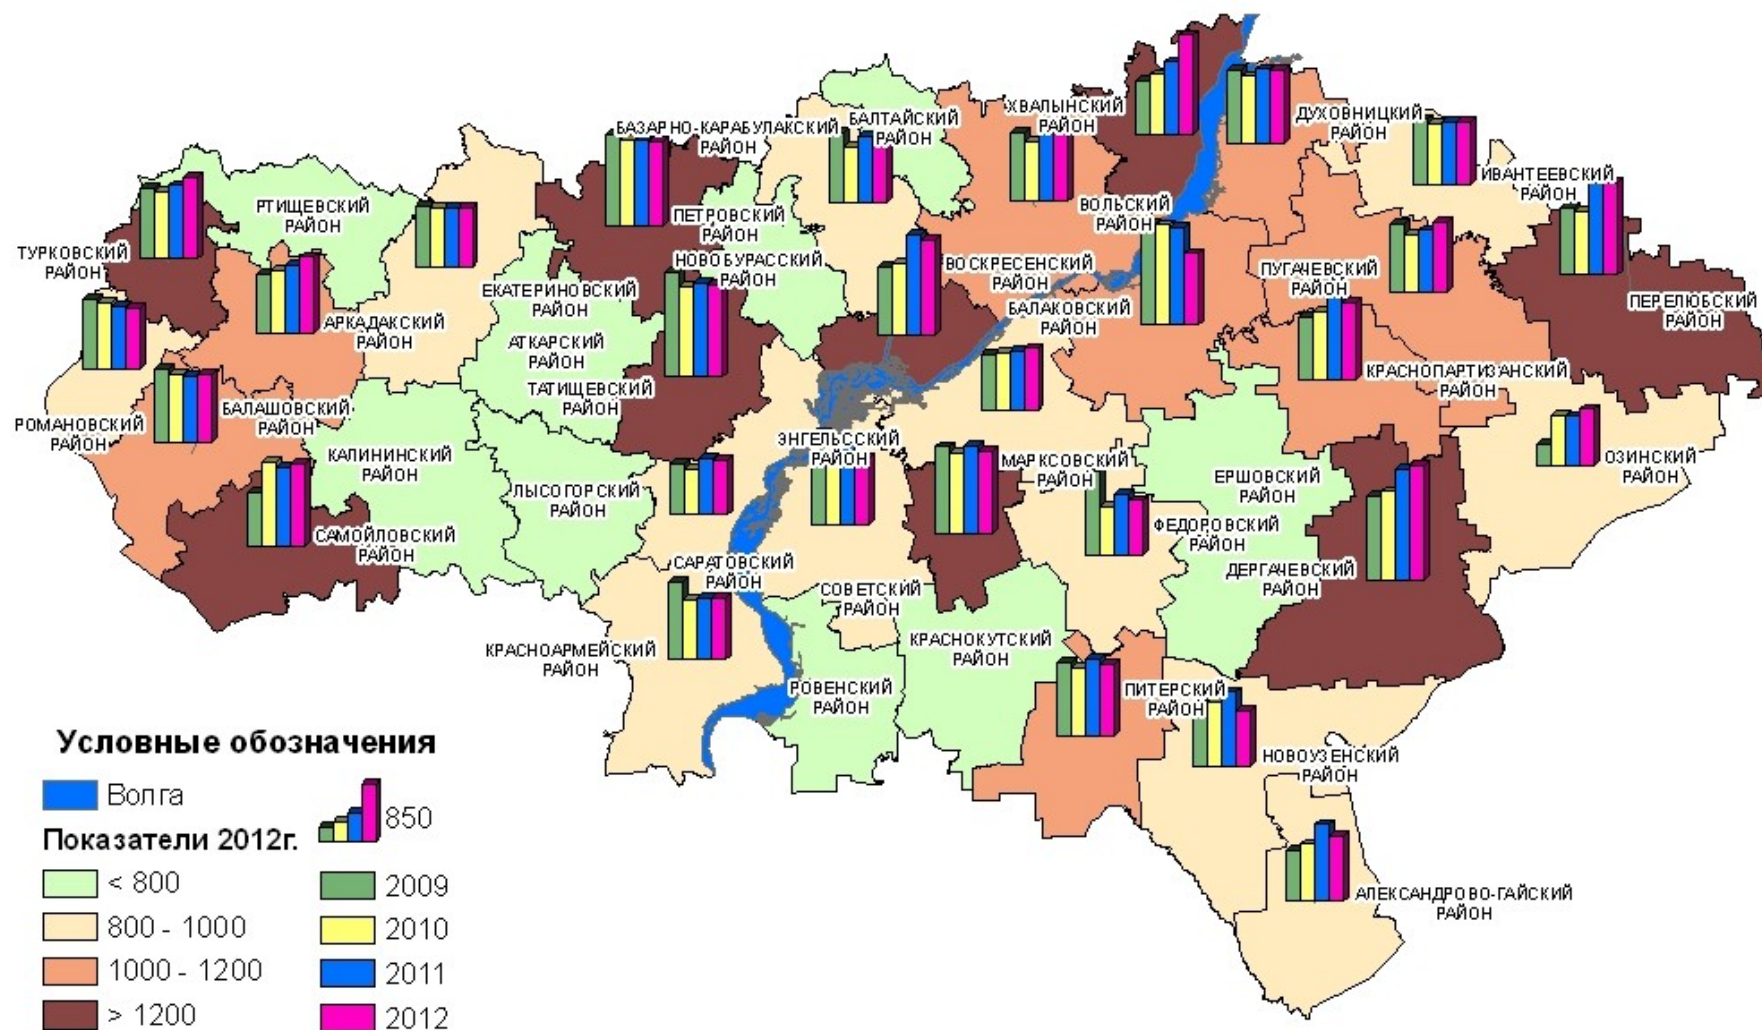 ХВАЛЫНСКИЙ
РАЙОН
ДУХОВНИЦКИЙ
РАЙОН
БАЛТАЙСКИЙ
РАЙОН
БАЗАРНО-КАРАБУЛАКСКИЙ
РАЙОН
ИВАНТЕЕВСКИЙ
РАЙОН
РТИЩЕВСКИЙ
РАЙОН
ПЕТРОВСКИЙ
РАЙОН
ВОЛЬСКИЙ
РАЙОН
ТУРКОВСКИЙ
РАЙОН
НОВОБУРАССКИЙ
РАЙОН
ВОСКРЕСЕНСКИЙ
РАЙОН
ПУГАЧЕВСКИЙ
РАЙОН
ЕКАТЕРИНОВСКИЙ
РАЙОН
ПЕРЕЛЮБСКИЙ
РАЙОН
БАЛАКОВСКИЙ
РАЙОН
АРКАДАКСКИЙ
РАЙОН
АТКАРСКИЙ
РАЙОН
КРАСНОПАРТИЗАНСКИЙ
РАЙОН
ТАТИЩЕВСКИЙ
РАЙОН
БАЛАШОВСКИЙ
РАЙОН
РОМАНОВСКИЙ
РАЙОН
ЭНГЕЛЬССКИЙ
РАЙОН
КАЛИНИНСКИЙ
РАЙОН
МАРКСОВСКИЙ
РАЙОН
ОЗИНСКИЙ
РАЙОН
ЕРШОВСКИЙ
РАЙОН
ЛЫСОГОРСКИЙ
РАЙОН
ФЕДОРОВСКИЙ
РАЙОН
САМОЙЛОВСКИЙ
РАЙОН
САРАТОВСКИЙ
РАЙОН
ДЕРГАЧЕВСКИЙ
РАЙОН
СОВЕТСКИЙ
РАЙОН
КРАСНОКУТСКИЙ
РАЙОН
КРАСНОАРМЕЙСКИЙ
РАЙОН
РОВЕНСКИЙ
РАЙОН
ПИТЕРСКИЙ
РАЙОН
НОВОУЗЕНСКИЙ
РАЙОН
АЛЕКСАНДРОВО-ГАЙСКИЙ
РАЙОН
Условные обозначения
Волга
850
Показатели 2012г.
< 800
2009
800 - 1000
2010
1000 - 1200
2011
> 1200
2012